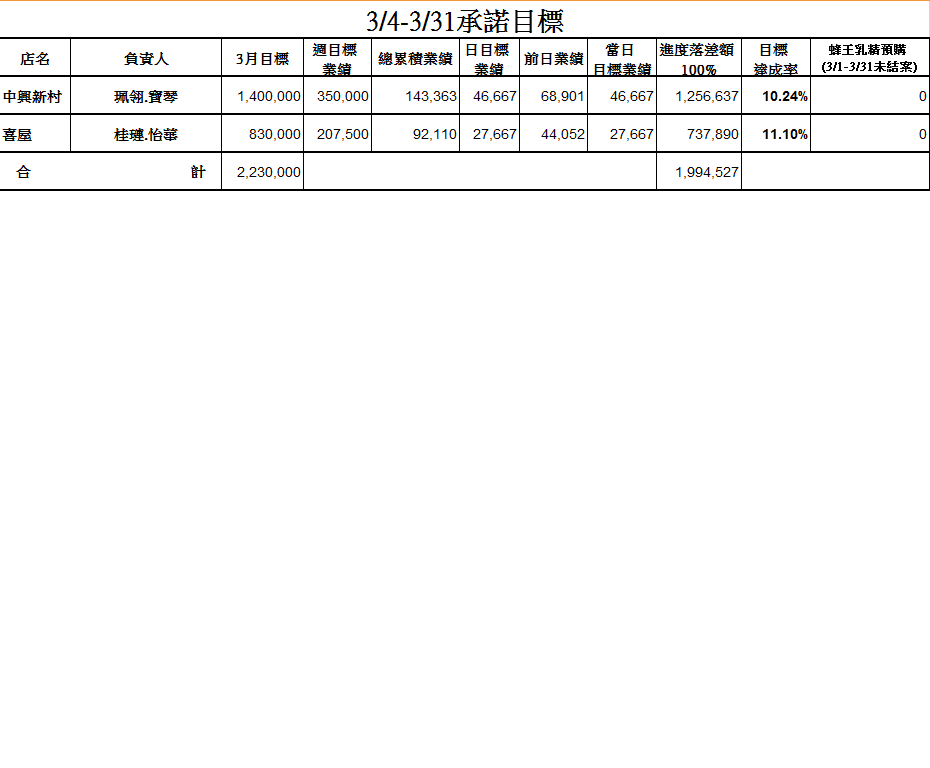 3/4-3/31承諾目標
店名 負責人 3月目標 週目標業績 總累積業績 日目標業績 前日業績 當日目標業績 進度落差額100% 目標達成率 蜂王乳精預購(3/1-3/31未結案)
中興新村 珮翎.寶琴 1,400,000 350,000 143,363 46,667 68,901 46,667 1,256,637 10.24% 0
喜屋 桂璉.怡華 830,000 207,500 92,110 27,667 44,052 27,667 737,890 11.10% 0
合計 2,230,000 1,994,527